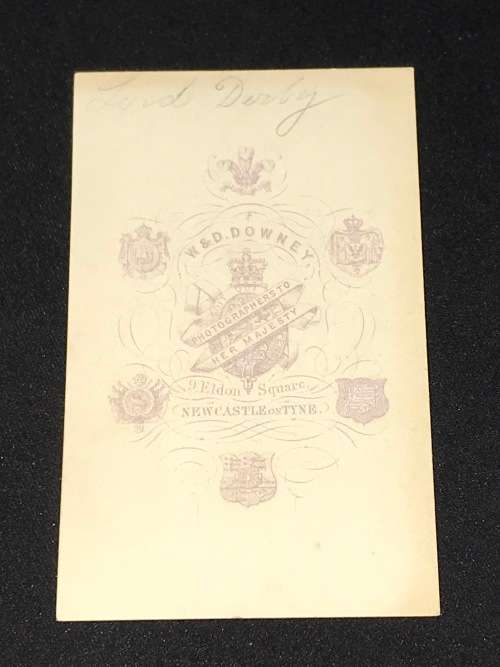 Lord Derby
W & D. DOWNEY
PHOTOGRAPHERS TO
HER MAJESTY
9 Eldon Square,
NEWCASTLE ON TYNE.